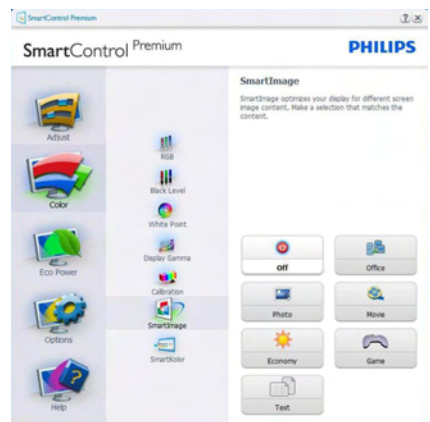 SmartControl Premium
SmartControl Premium
PHILIPS
Adjust
Color
Eco Power
Options
Help
RGB
Black Level
White Point
Display Gamma
Calibration
SmartImage
SmartKolor
SmartImage
SmartImage optimizes your display for different screen
image content. Make a selection that matches the
content.
Off
Office
Photo
Movie
Economy
Game
Text